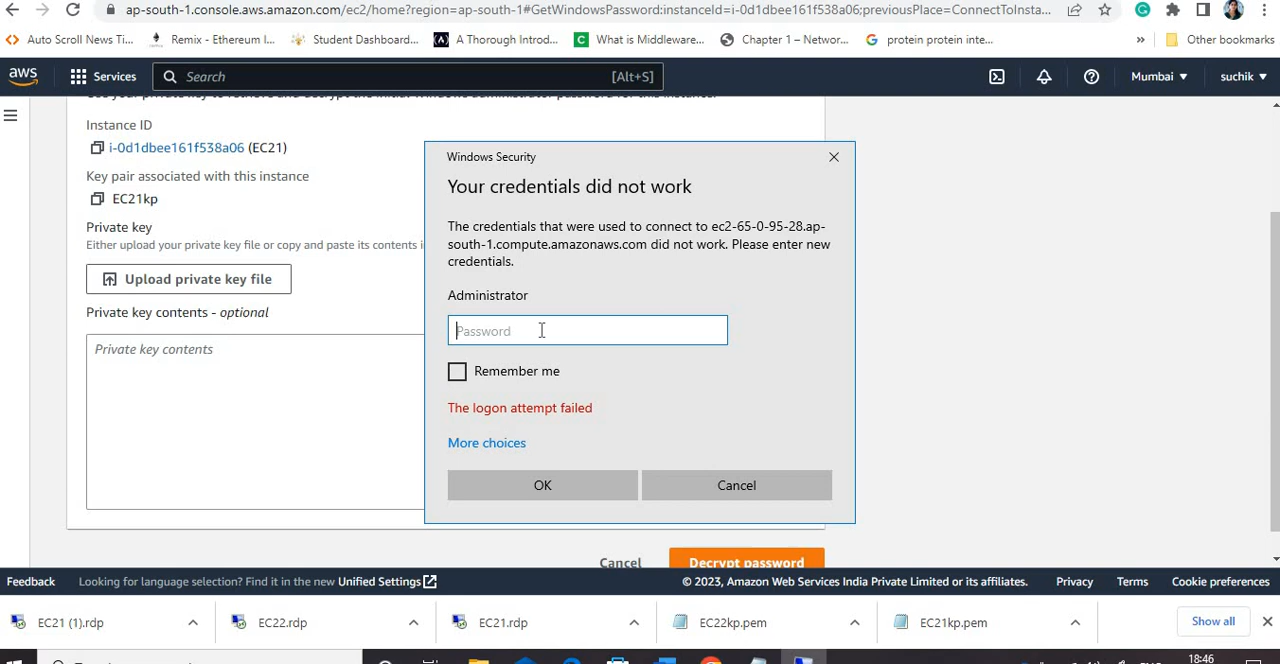 ap-south-1.console.aws.amazon.com/ec2/home?region=ap-south-1#GetWindowsPassword:instanceId=i-0d1dbee161f538a06;previousPlace=ConnectToInsta...
Auto Scroll News Ti... Remix - Ethereum I... Student Dashboard... A Thorough Introd... What is Middleware... Chapter 1 – Networ... protein protein inte... » Other bookmarks
aws Services Search [Alt+S] Mumbai suchik
Instance ID
i-0d1dbee161f538a06 (EC21)
Key pair associated with this instance
EC21kp
Private key
Either upload your private key file or copy and paste its contents i
Upload private key file
Private key contents - optional
Private key contents
Windows Security
Your credentials did not work
The credentials that were used to connect to ec2-65-0-95-28.ap-
south-1.compute.amazonaws.com did not work. Please enter new
credentials.
Administrator
Password
Remember me
The logon attempt failed
More choices
OK Cancel
Cancel Decrypt password
Feedback Looking for language selection? Find it in the new Unified Settings © 2023, Amazon Web Services India Private Limited or its affiliates. Privacy Terms Cookie preferences
EC21 (1).rdp EC22.rdp EC21.rdp EC22kp.pem EC21kp.pem Show all
18:46